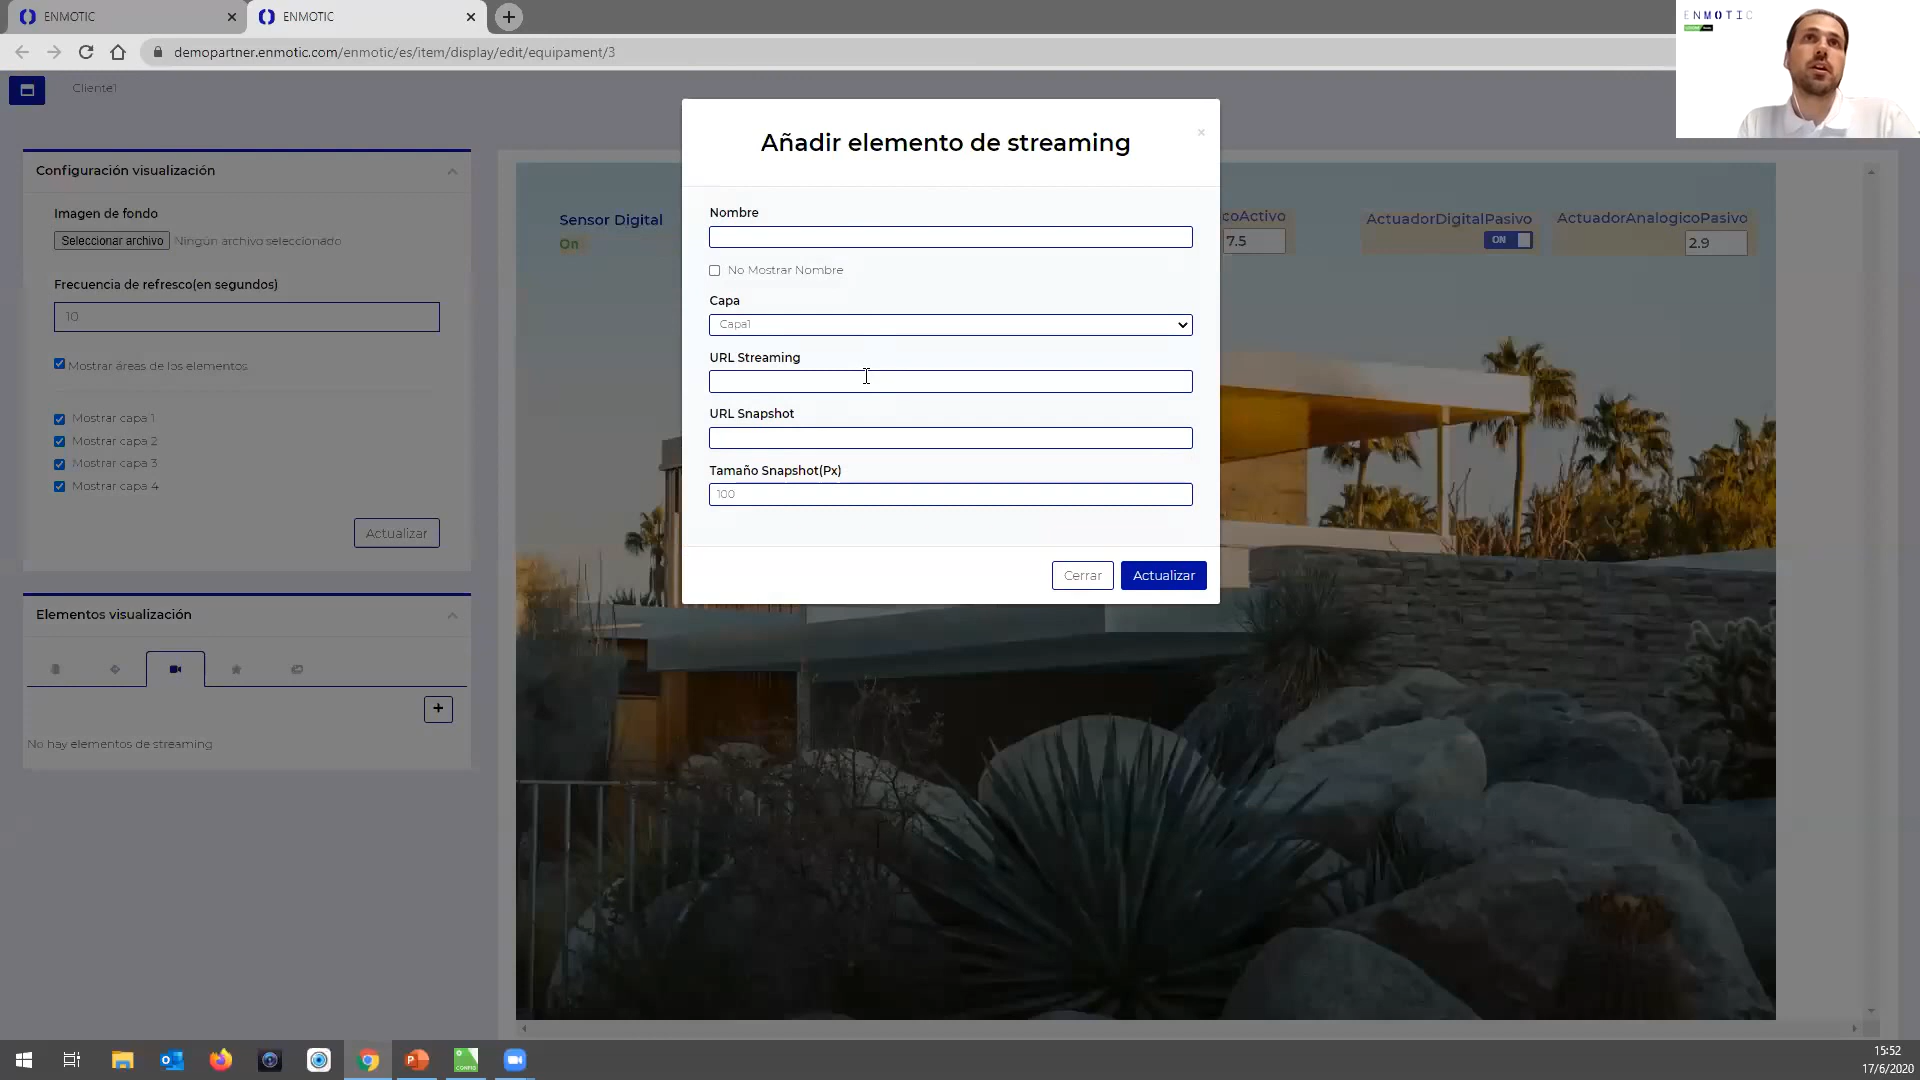 ENMOTIC
ENMOTIC
demopartner.enmotic.com/enmotic/es/item/display/edit/equipament/3
ENMOTIC
Cliente1
Configuración visualización
Imagen de fondo
Seleccionar archivo Ningún archivo seleccionado
Frecuencia de refresco(en segundos)
10
Mostrar áreas de los elementos
Mostrar capa 1
Mostrar capa 2
Mostrar capa 3
Mostrar capa 4
Actualizar
Elementos visualización
+
No hay elementos de streaming
Sensor Digital
On
coActivo
7.5
ActuadorDigitalPasivo
ON
ActuadorAnalogicoPasivo
2.9
Añadir elemento de streaming
×
Nombre
No Mostrar Nombre
Capa
Capa1
URL Streaming
URL Snapshot
Tamaño Snapshot(Px)
100
Cerrar
Actualizar
CONFIG
15:52
17/6/2020